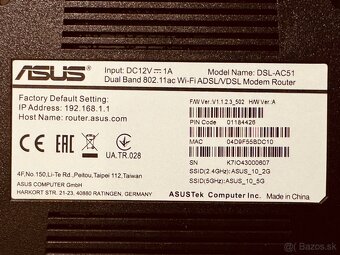 ASUS
Input: DC12V⎓1A
Model Name: DSL-AC51
Dual Band 802.11ac Wi-Fi ADSL/VDSL Modem Router
Factory Default Setting:
IP Address: 192.168.1.1
Host Name: router.asus.com
F/W Ver.:V1.1.2.3_502 H/W Ver.:A
PIN Code 01184426
MAC 04D9F55BDC10
SN K7IO43000607
SSID(2.4GHz): ASUS_10_2G
SSID(5GHz): ASUS_10_5G
CE
EAC
UA.TR.028
4F,No.150,Li-Te Rd.,Peitou,Taipei 112,Taiwan
ASUS COMPUTER GmbH
HARKORT STR. 21-23, 40880 RATINGEN, GERMANY
ASUSTek Computer Inc.
Made in China
bazos.sk